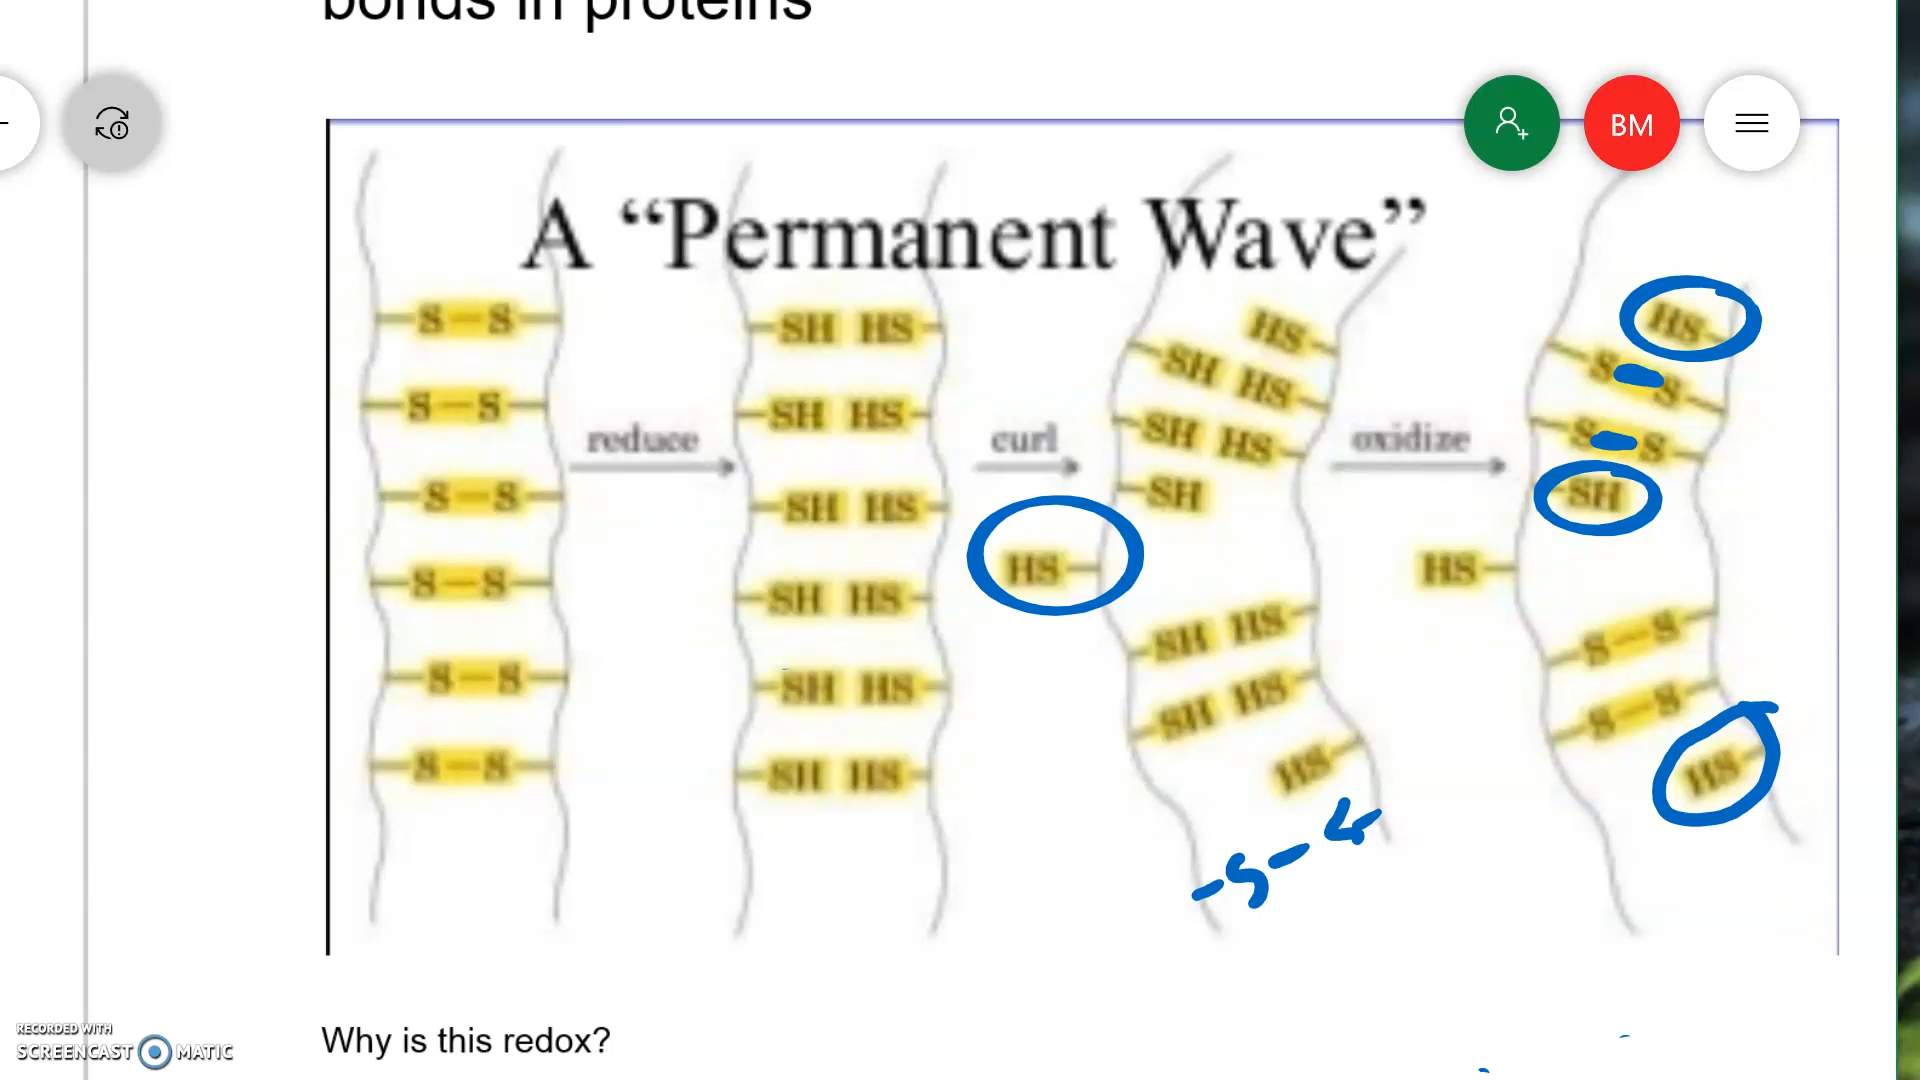 bonds in proteins
BM
A “Permanent Wave”
S—S
S—S
S—S
S—S
S—S
S—S
reduce
SH HS
SH HS
SH HS
SH HS
SH HS
SH HS
curl
HS
SH HS
SH HS
SH
HS
SH HS
SH HS
HS
oxidize
HS
S S
S S
SH
HS
S—S
S—S
HS
Why is this redox?
RECORDED WITH
SCREENCAST MATIC